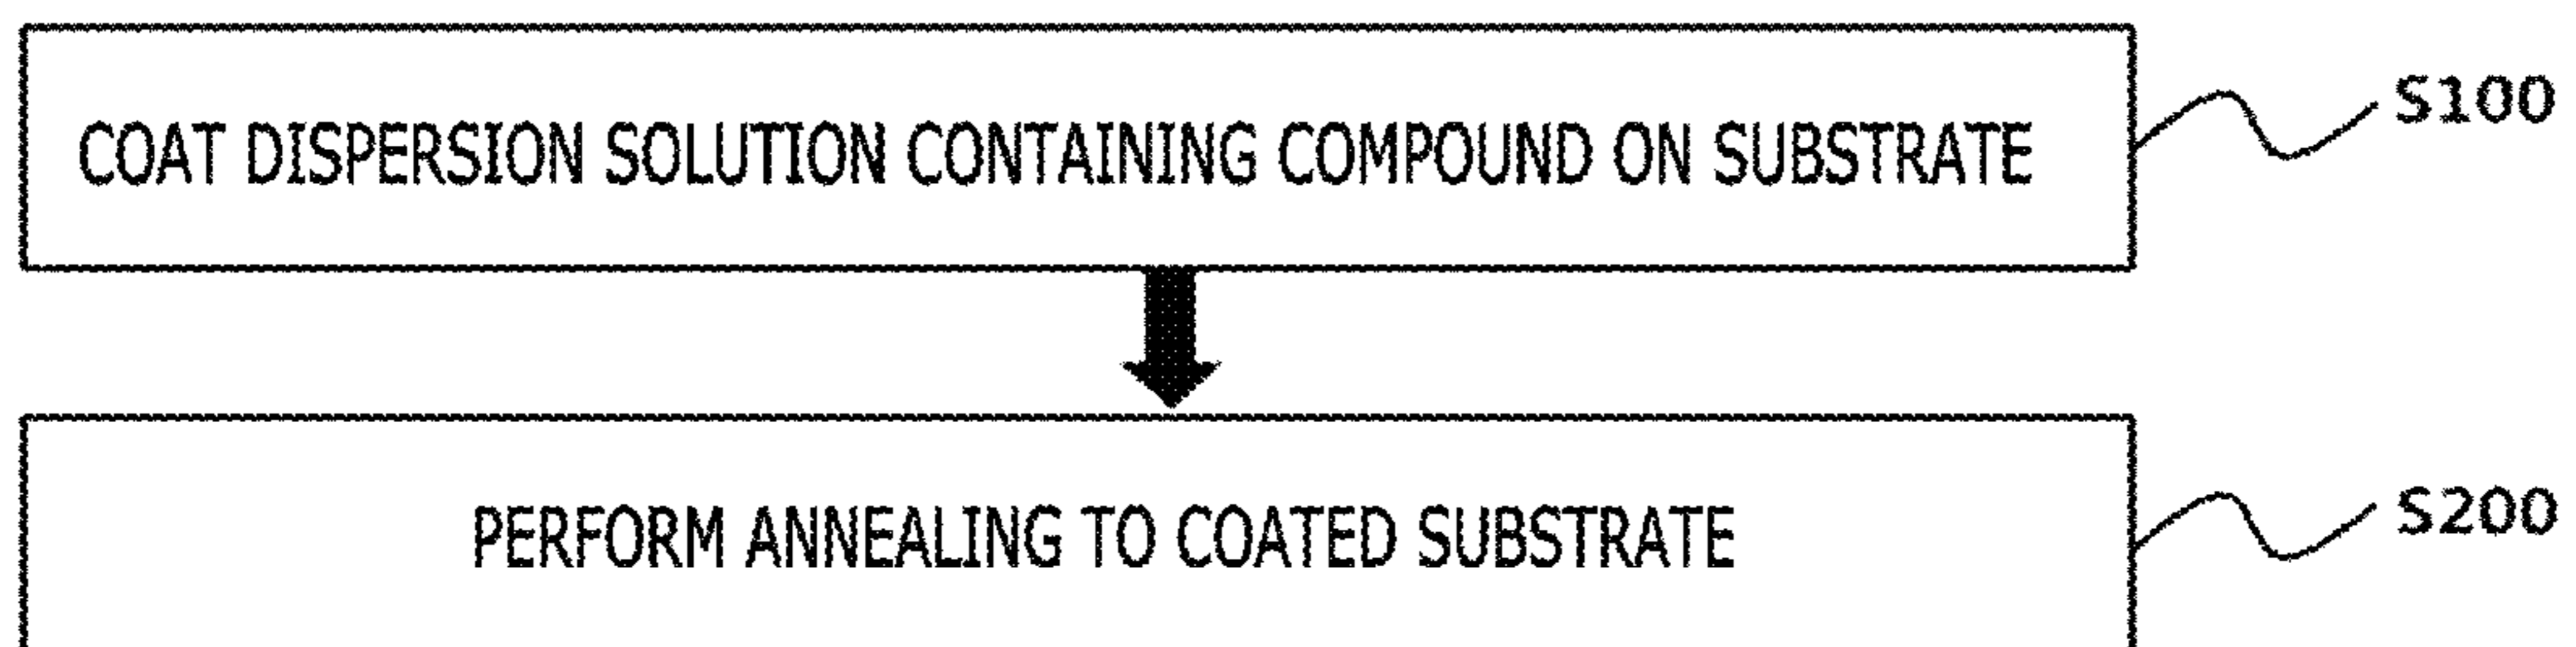 COAT DISPERSION SOLUTION CONTAINING COMPOUND ON SUBSTRATE
S100
PERFORM ANNEALING TO COATED SUBSTRATE
S200